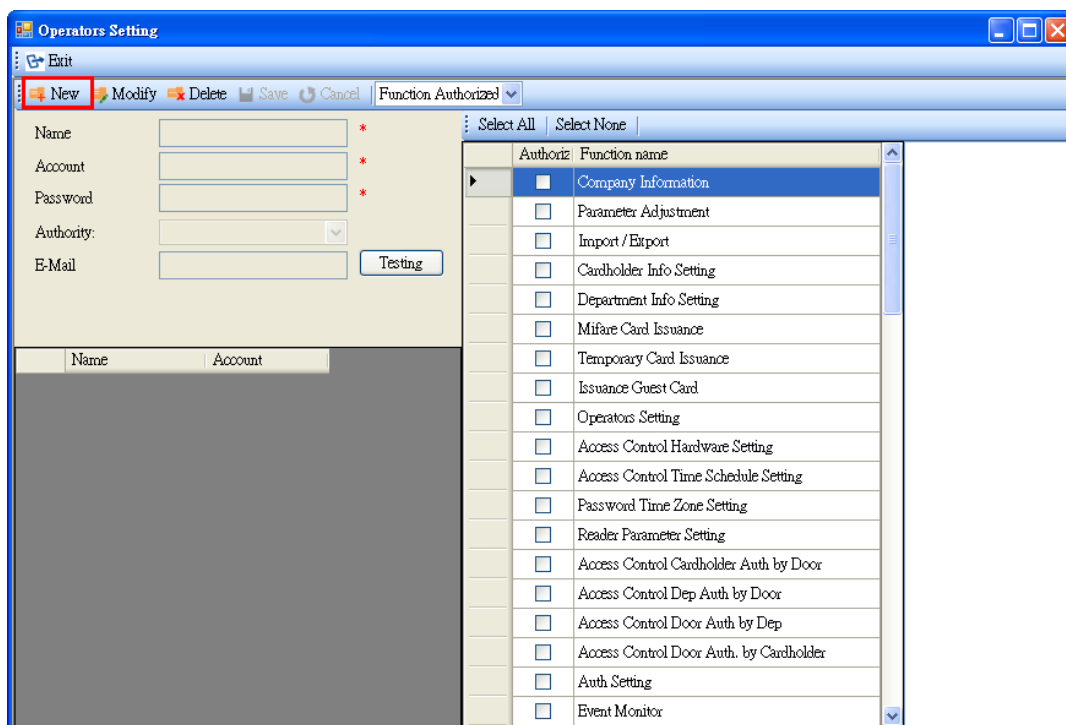 Operators Setting
Exit
New Modify Delete Save Cancel Function Authorized
Name *
Account *
Password *
Authority:
E-Mail Testing
Name Account
Select All Select None
Authoriz Function name
Company Information
Parameter Adjustment
Import / Export
Cardholder Info Setting
Department Info Setting
Mifare Card Issuance
Temporary Card Issuance
Issuance Guest Card
Operators Setting
Access Control Hardware Setting
Access Control Time Schedule Setting
Password Time Zone Setting
Reader Parameter Setting
Access Control Cardholder Auth by Door
Access Control Dep Auth by Door
Access Control Door Auth by Dep
Access Control Door Auth. by Cardholder
Auth Setting
Event Monitor